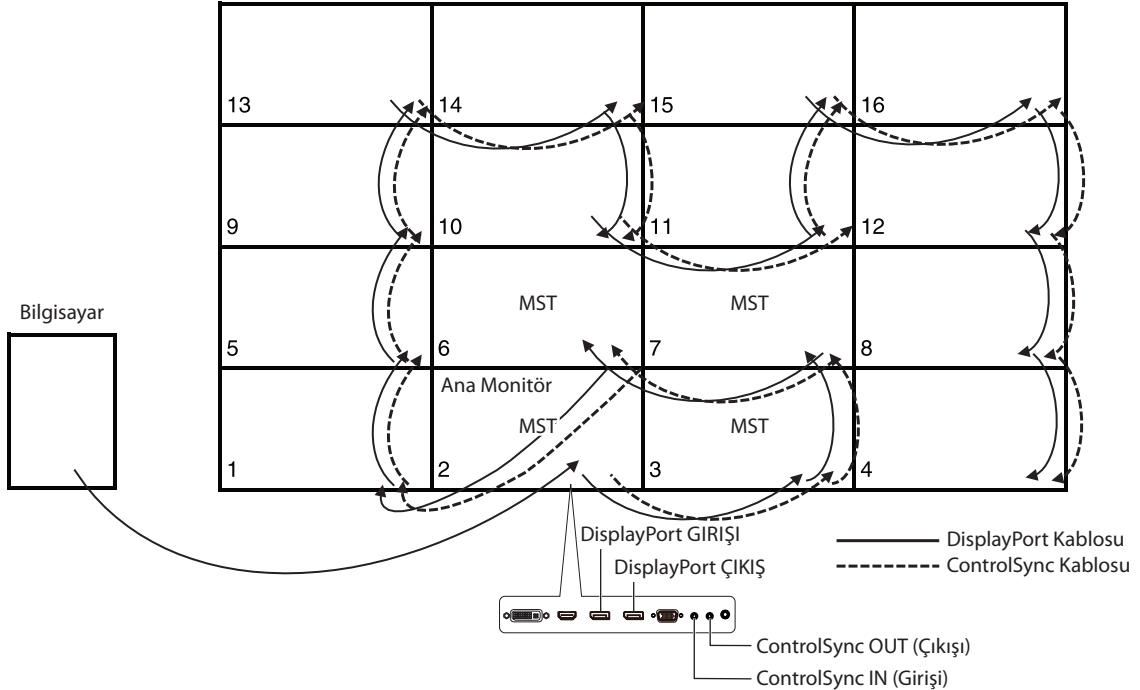 13
14
15
16
9
10
11
12
Bilgisayar
MST
MST
5
6
7
8
Ana Monitör
MST
MST
1
2
3
4
DisplayPort GIRIŞI
DisplayPort Kablosu
DisplayPort ÇIKIŞ
ControlSync Kablosu
ControlSync OUT (Çıkışı)
ControlSync IN (Girişi)